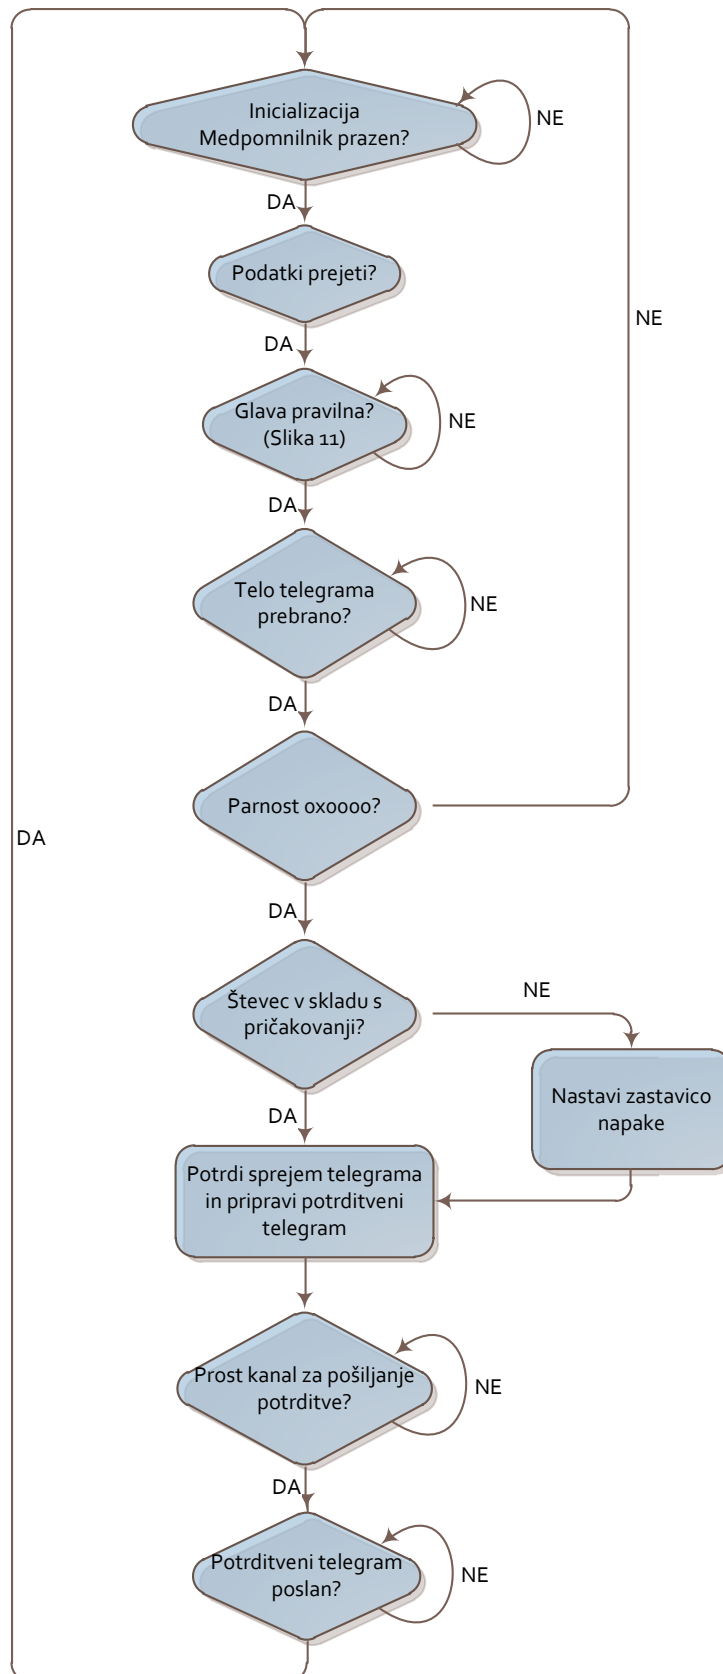 Inicializacija
Medpomnilnik prazen?
NE
DA
Podatki prejeti?
NE
DA
Glava pravilna?
(Slika 11)
NE
DA
Telo telegrama
prebrano?
NE
DA
Parnost 0x0000?
DA
DA
Števec v skladu s
pričakovanji?
NE
Nastavi zastavico
napake
DA
Potrdi sprejem telegrama
in pripravi potrditveni
telegram
Prost kanal za pošiljanje
potrditve?
NE
DA
Potrditveni telegram
poslan?
NE